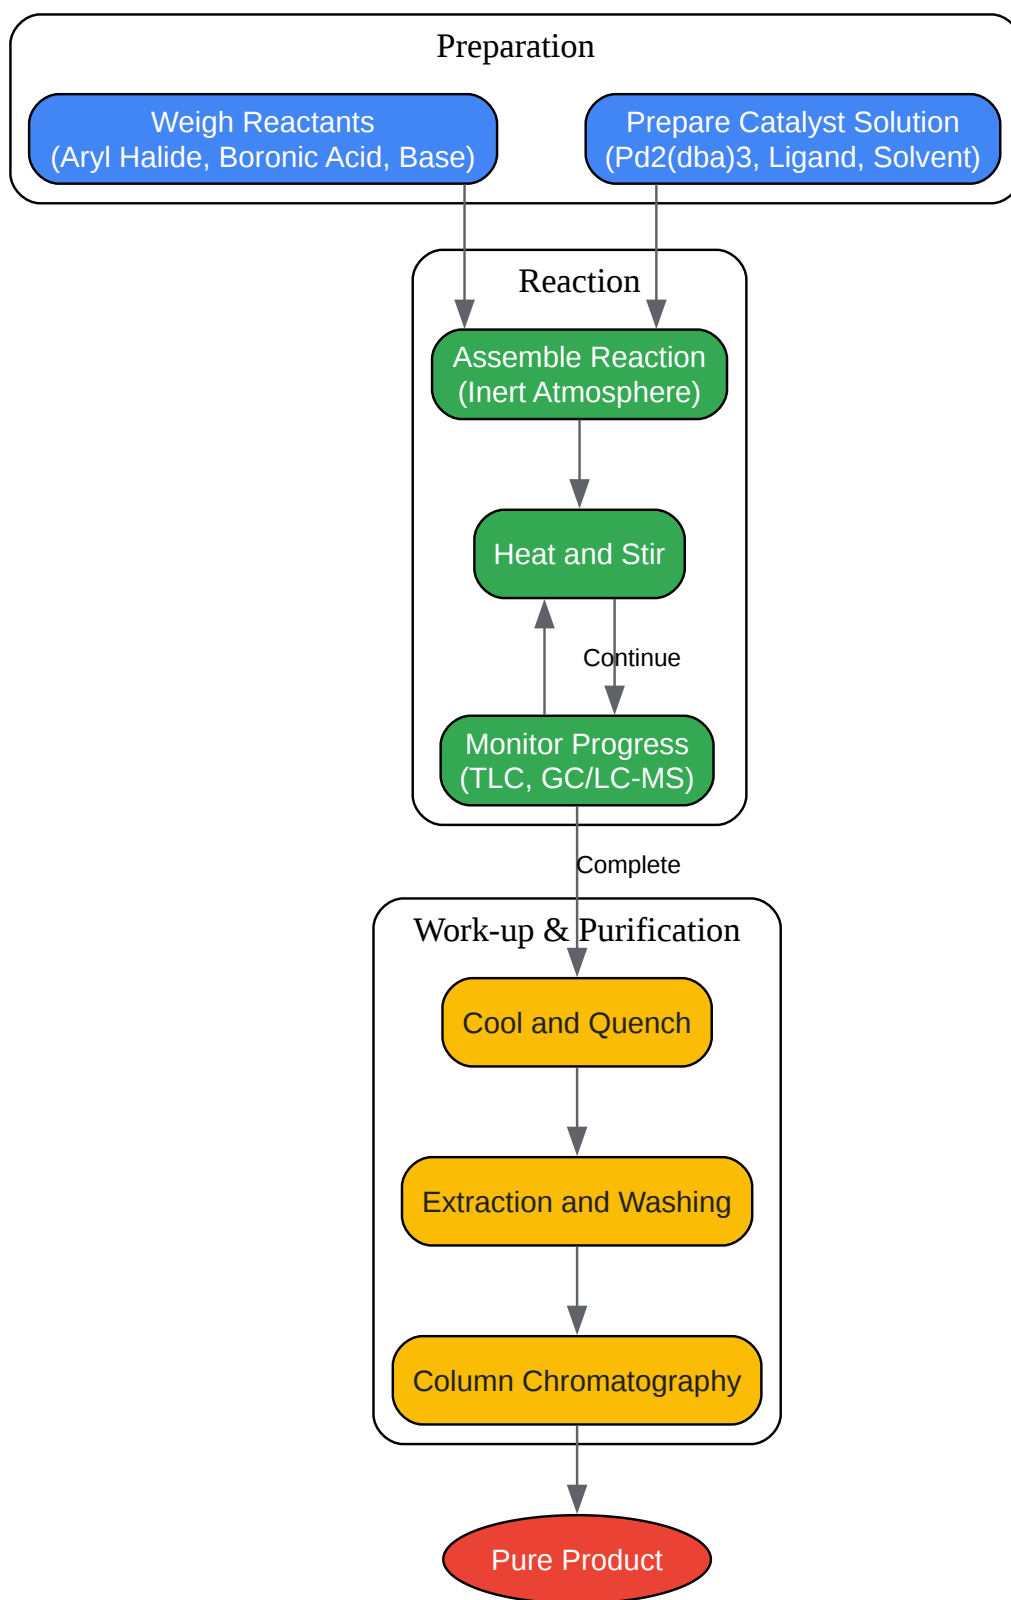 Preparation
Weigh Reactants
(Aryl Halide, Boronic Acid, Base)
Prepare Catalyst Solution
(Pd2(dba)3, Ligand, Solvent)
Reaction
Assemble Reaction
(Inert Atmosphere)
Heat and Stir
Continue
Monitor Progress
(TLC, GC/LC-MS)
Complete
Work-up & Purification
Cool and Quench
Extraction and Washing
Column Chromatography
Pure Product